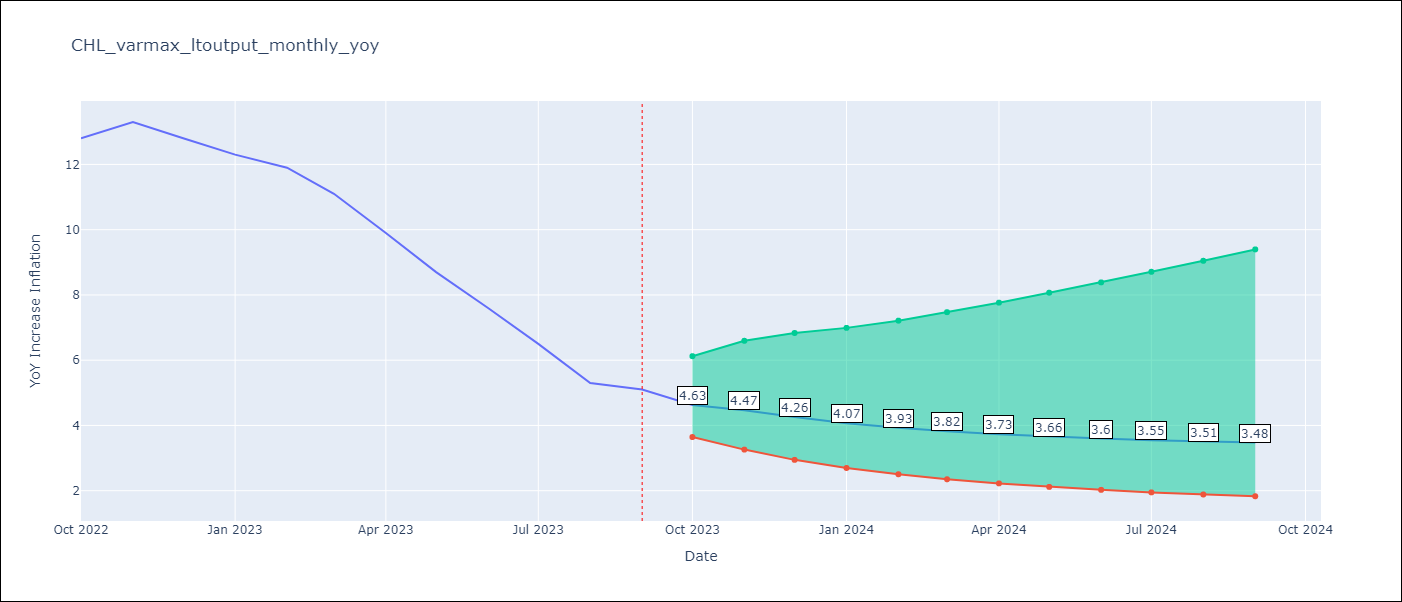 CHL_varmax_ltoutput_monthly_yoy
YoY Increase Inflation
12
10
8
6
4
2
4.63
4.47
4.26
4.07
3.93
3.82
3.73
3.66
3.6
3.55
3.51
3.48
Oct 2022
Jan 2023
Apr 2023
Jul 2023
Oct 2023
Jan 2024
Apr 2024
Jul 2024
Oct 2024
Date